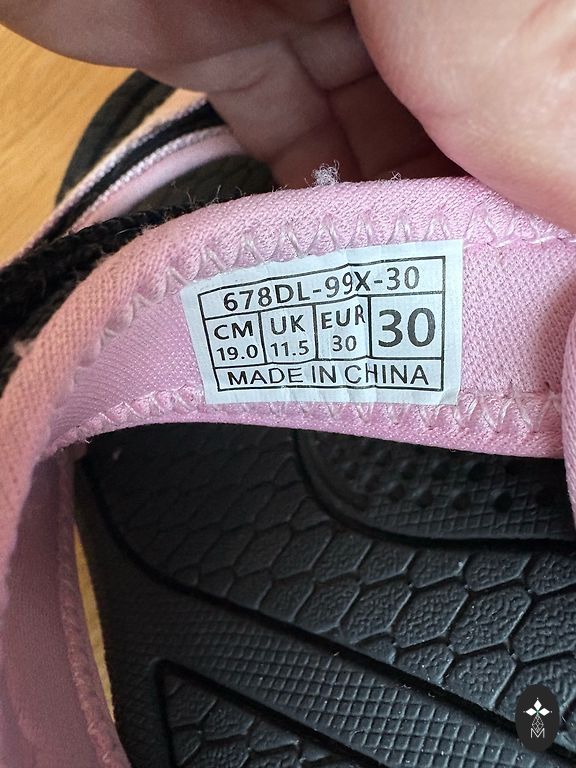 678DL-99X-30
CM UK EUR 30
19.0 11.5 30
MADE IN CHINA
M